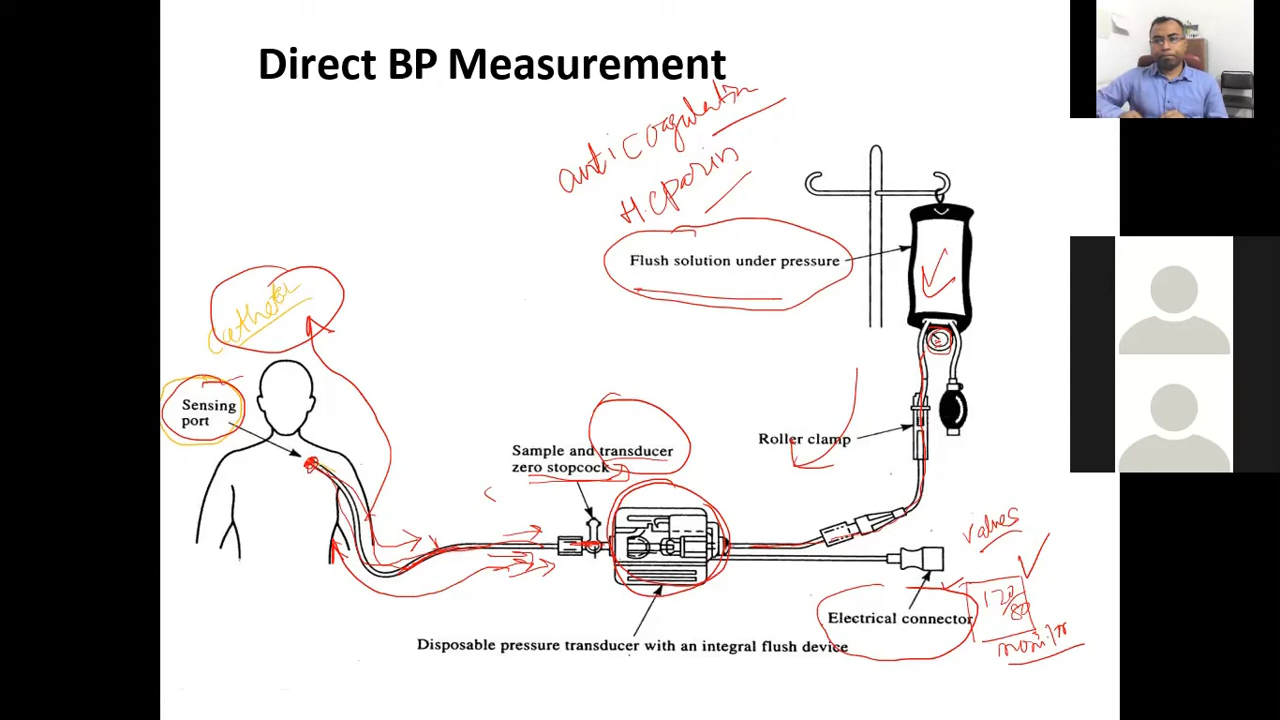 Direct BP Measurement
anticoagulation
Heparin
Flush solution under pressure
Catheter
Sensing
port
Roller clamp
Sample and transducer
zero stopcock
values
120/80
Electrical connector
monitor
Disposable pressure transducer with an integral flush device